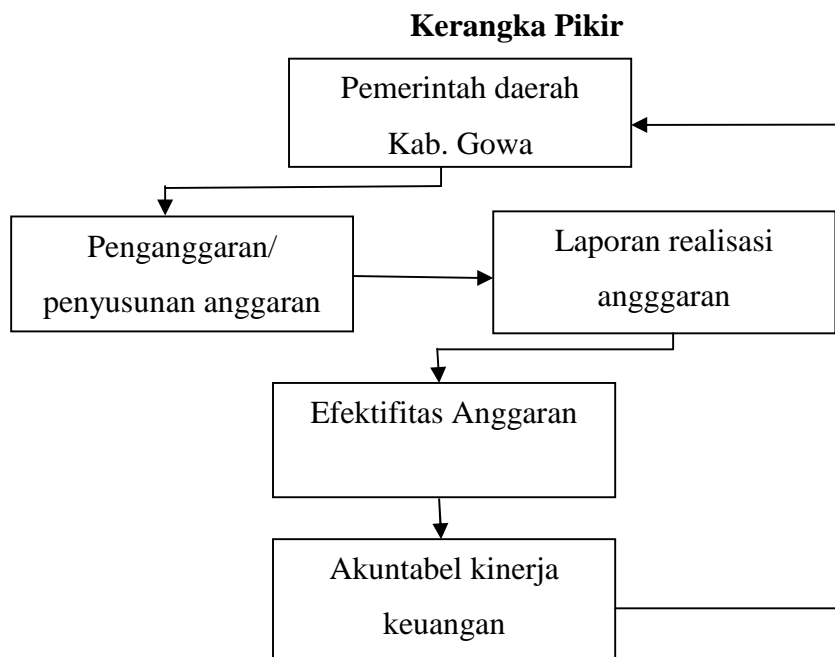 Kerangka Pikir
Pemerintah daerah
Kab. Gowa
Penganggaran/
penyusunan anggaran
Laporan realisasi
angggaran
Efektifitas Anggaran
Akuntabel kinerja
keuangan